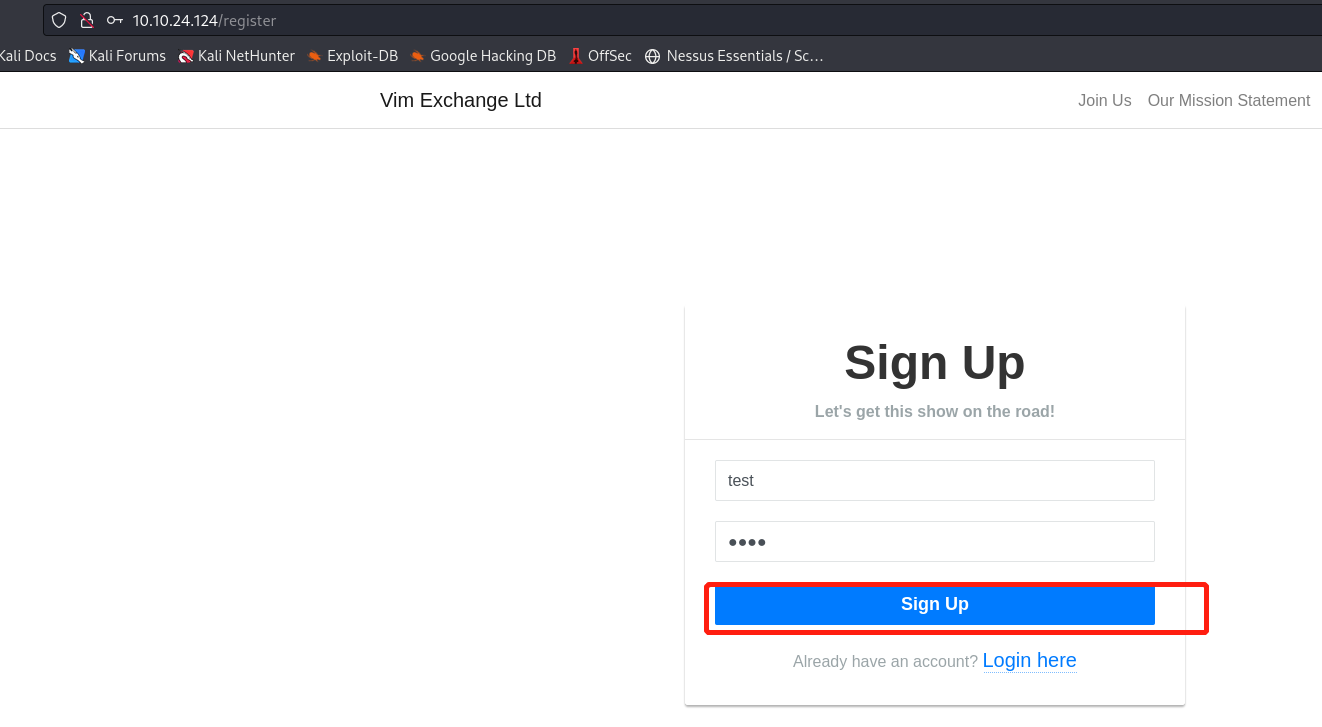 10.10.24.124/register
Kali Docs Kali Forums Kali NetHunter Exploit-DB Google Hacking DB OffSec Nessus Essentials / Sc...
Vim Exchange Ltd Join Us Our Mission Statement
Sign Up
Let's get this show on the road!
test
••••
Sign Up
Already have an account? Login here